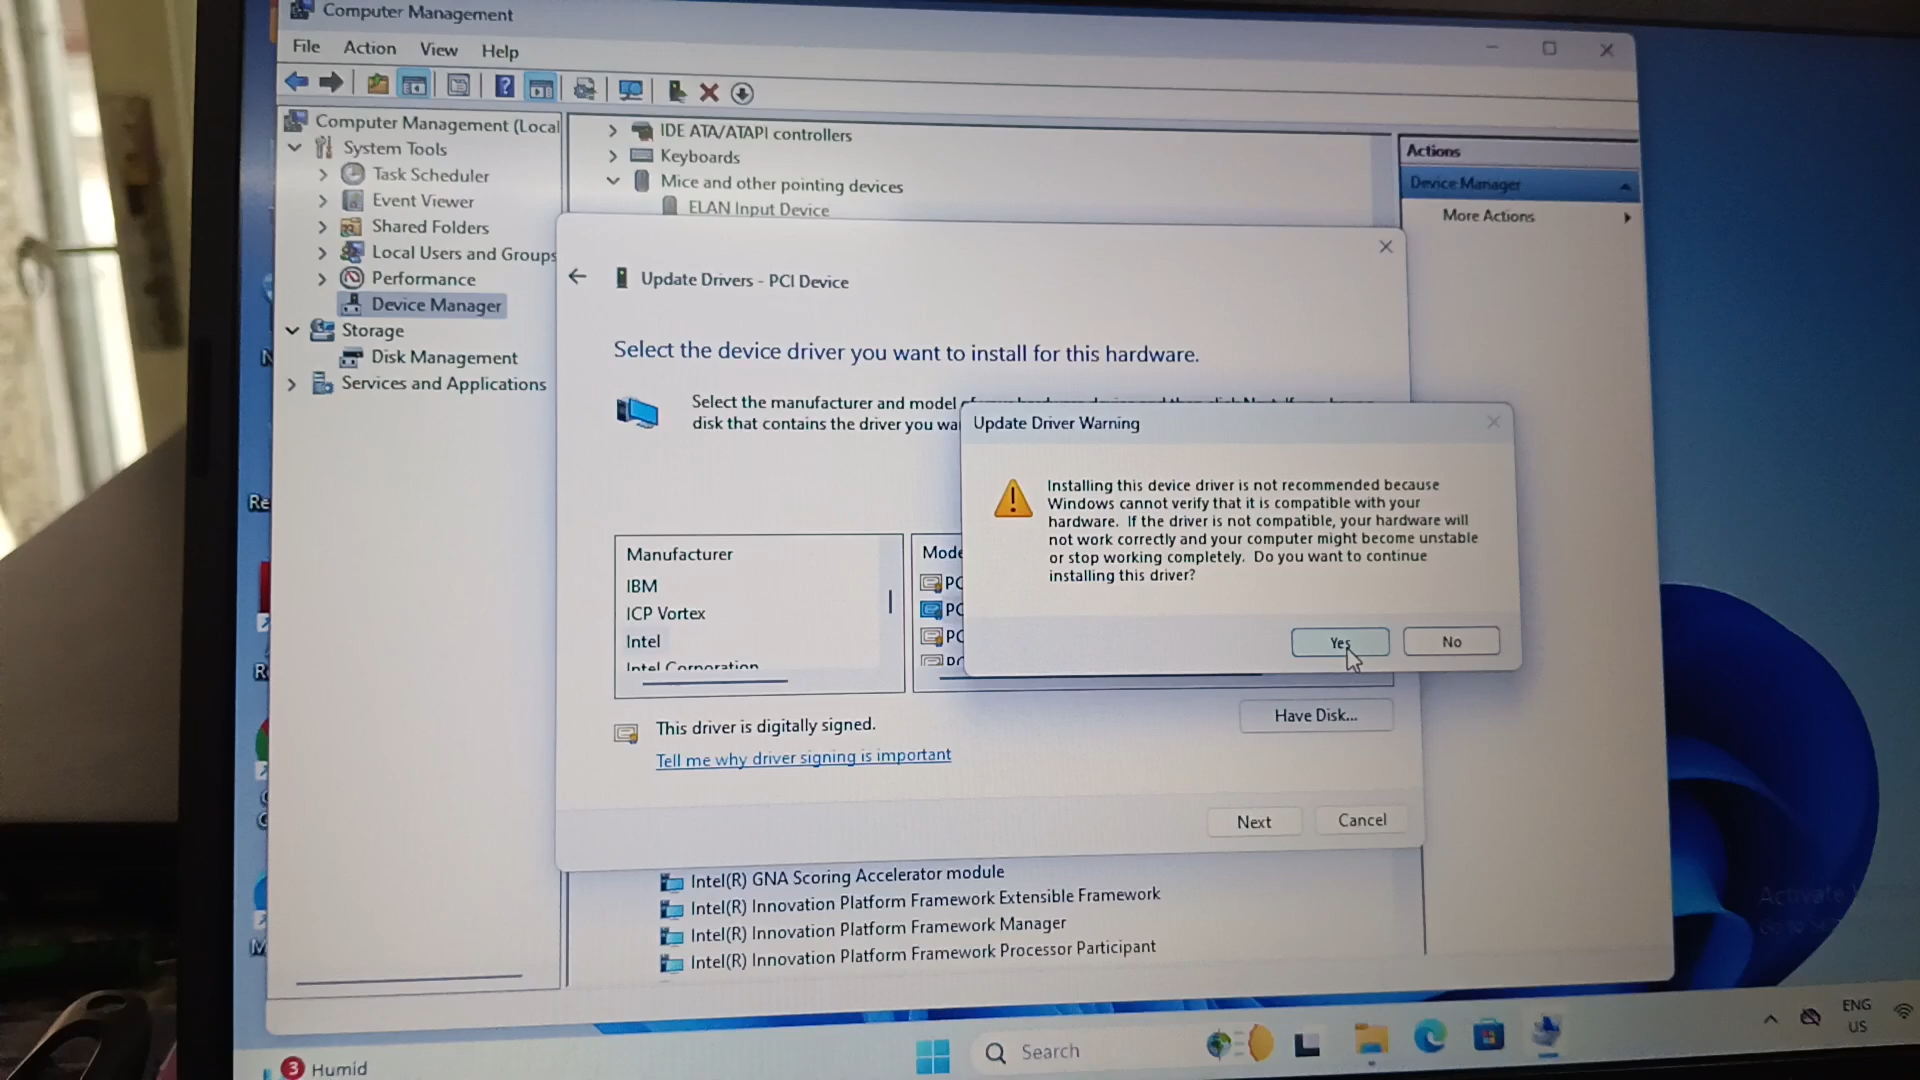 Computer Management
File Action View Help
Computer Management (Local
System Tools
Task Scheduler
Event Viewer
Shared Folders
Local Users and Groups
Performance
Device Manager
Storage
Disk Management
Services and Applications
IDE ATA/ATAPI controllers
Keyboards
Mice and other pointing devices
ELAN Input Device
Actions
Device Manager
More Actions
Update Drivers - PCI Device
Select the device driver you want to install for this hardware.
Select the manufacturer and model
disk that contains the driver you wa
Update Driver Warning
Installing this device driver is not recommended because
Windows cannot verify that it is compatible with your
hardware. If the driver is not compatible, your hardware will
not work correctly and your computer might become unstable
or stop working completely. Do you want to continue
installing this driver?
Yes No
Manufacturer
IBM
ICP Vortex
Intel
Intel Corporation
Mode
PC
PC
PC
This driver is digitally signed.
Tell me why driver signing is important
Have Disk...
Next Cancel
Intel(R) GNA Scoring Accelerator module
Intel(R) Innovation Platform Framework Extensible Framework
Intel(R) Innovation Platform Framework Manager
Intel(R) Innovation Platform Framework Processor Participant
Re
Activate
3 Humid
Search
ENG
US